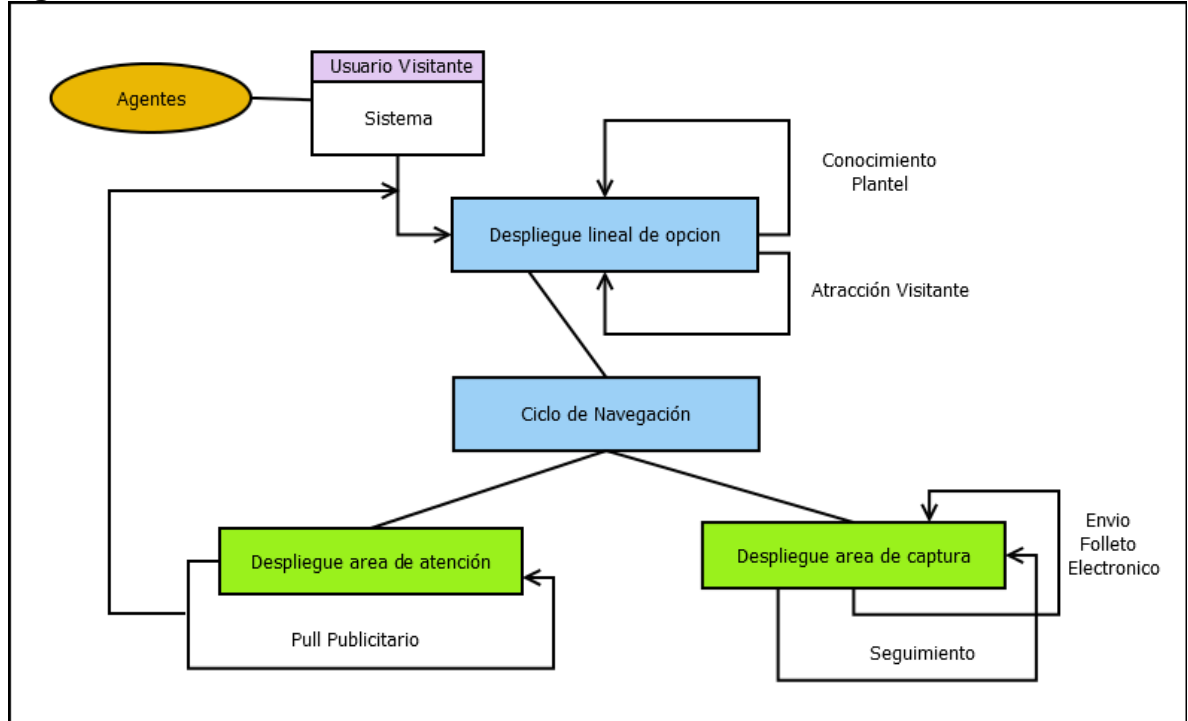 Usuario Visitante
Agentes
Sistema
Conocimiento
Plantel
Despliegue lineal de opcion
Atracción Visitante
Ciclo de Navegación
Despliegue area de atención
Despliegue area de captura
Envio
Folleto
Electronico
Pull Publicitario
Seguimiento